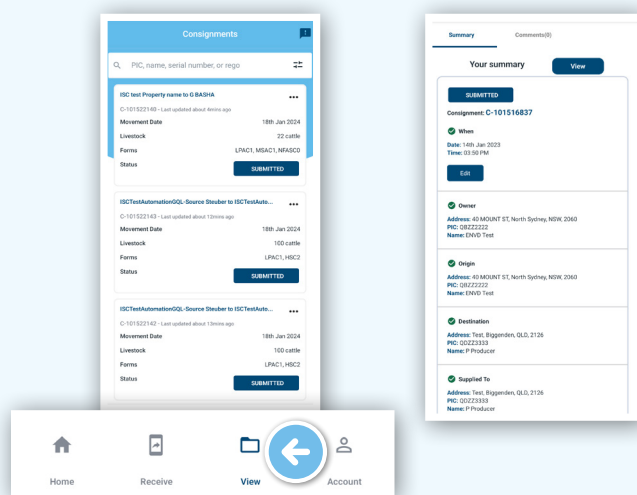 Consignments
PIC, name, serial number, or rego
ISC test Property name to G BASHA
C-101522149 - Last updated about 4mins ago
Movement Date 18th Jan 2024
Livestock 22 cattle
Forms LPAC1, MSAC1, NFASC0
Status SUBMITTED
ISCTestAutomationGQL-Source Steuber to ISCTestAuto...
C-101522143 - Last updated about 12mins ago
Movement Date 18th Jan 2024
Livestock 100 cattle
Forms LPAC1, HSC2
Status SUBMITTED
ISCTestAutomationGQL-Source Steuber to ISCTestAuto...
C-101522142 - Last updated about 13mins ago
Movement Date 18th Jan 2024
Livestock 100 cattle
Forms LPAC1, HSC2
Status SUBMITTED
Home Receive View Account
Summary Comments(0)
Your summary View
SUBMITTED
Consignment: C-101516837
When
Date: 14th Jan 2023
Time: 03:50 PM
Edit
Owner
Address: 40 MOUNT ST, North Sydney, NSW, 2060
PIC: QBZZ2222
Name: ENVD Test
Origin
Address: 40 MOUNT ST, North Sydney, NSW, 2060
PIC: QBZZ2222
Name: ENVD Test
Destination
Address: Test, Biggenden, QLD, 2126
PIC: QDZZ3333
Name: P Producer
Supplied To
Address: Test, Biggenden, QLD, 2126
PIC: QDZZ3333
Name: P Producer